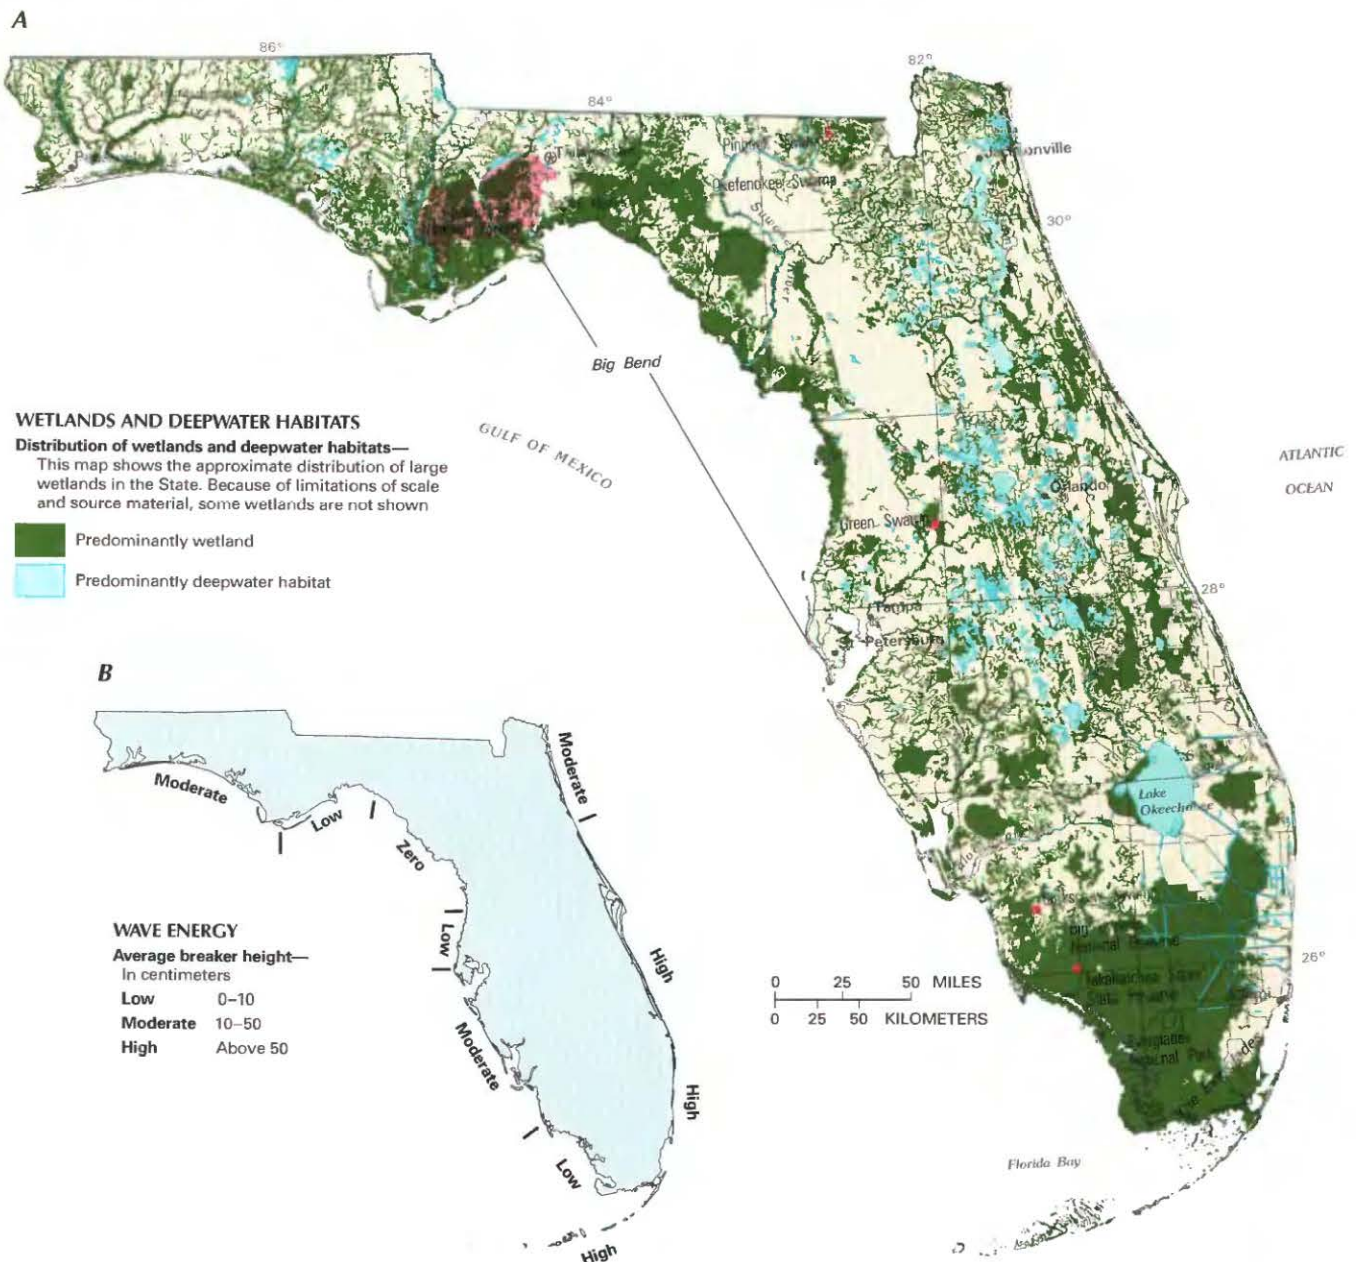 A
86°
84°
82°
Okefenokee Swamp
30°
Big Bend
WETLANDS AND DEEPWATER HABITATS
Distribution of wetlands and deepwater habitats—
This map shows the approximate distribution of large
wetlands in the State. Because of limitations of scale
and source material, some wetlands are not shown
Predominantly wetland
Predominantly deepwater habitat
GULF OF MEXICO
ATLANTIC
OCEAN
Orlando
Green Swamp
28°
Tampa
St. Petersburg
Lake
Okeechobee
26°
0 25 50 MILES
0 25 50 KILOMETERS
Florida Bay
B
Moderate
Low
Zero
Low
Moderate
Low
High
High
High
Moderate
WAVE ENERGY
Average breaker height—
In centimeters
Low 0–10
Moderate 10–50
High Above 50